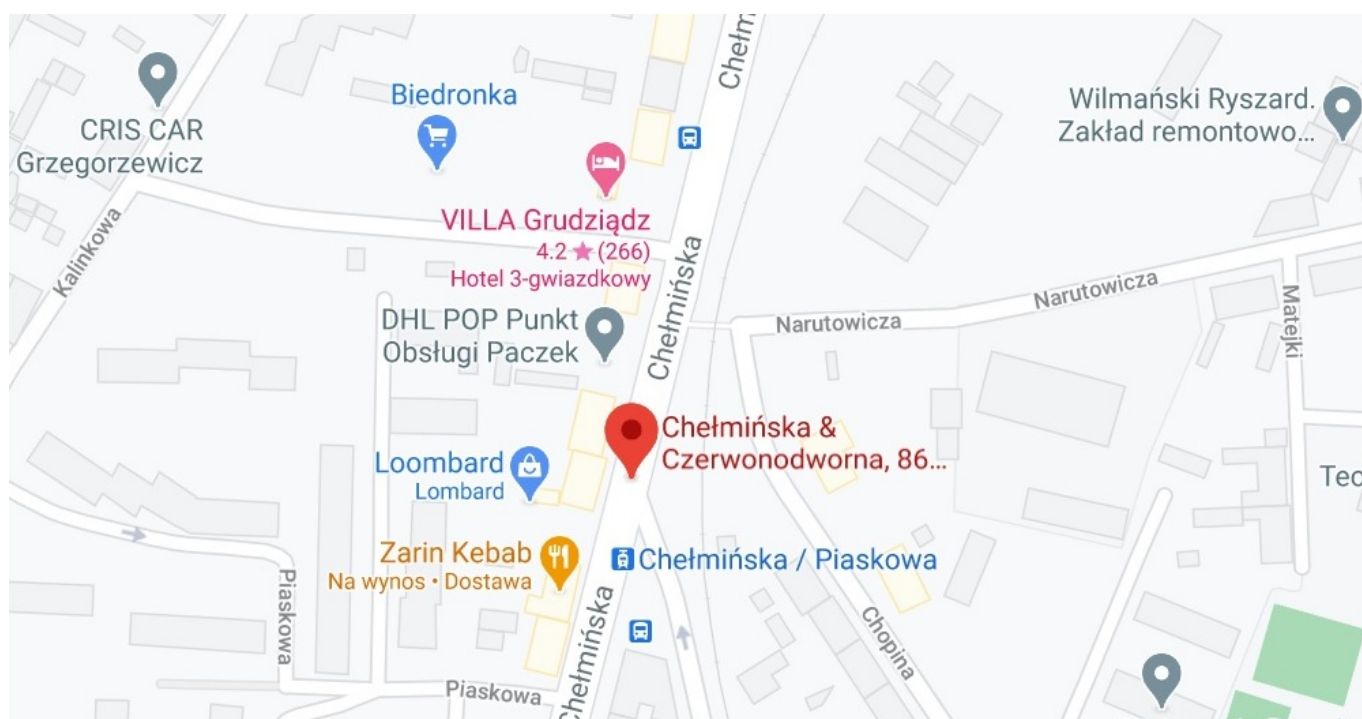 Chełmińska
Biedronka
CRIS CAR
Grzegorzewicz
Wilmański Ryszard.
Zakład remontowo...
VILLA Grudziądz
4.2 ★ (266)
Hotel 3-gwiazdkowy
Kalinkowa
Chełmińska
Narutowicza
Narutowicza
Matejki
DHL POP Punkt
Obsługi Paczek
Chełmińska &
Czerwonodworna, 86...
Loombard
Lombard
Tec
Zarin Kebab
Na wynos • Dostawa
Chełmińska / Piaskowa
Piaskowa
Chełmińska
Chopina
Piaskowa